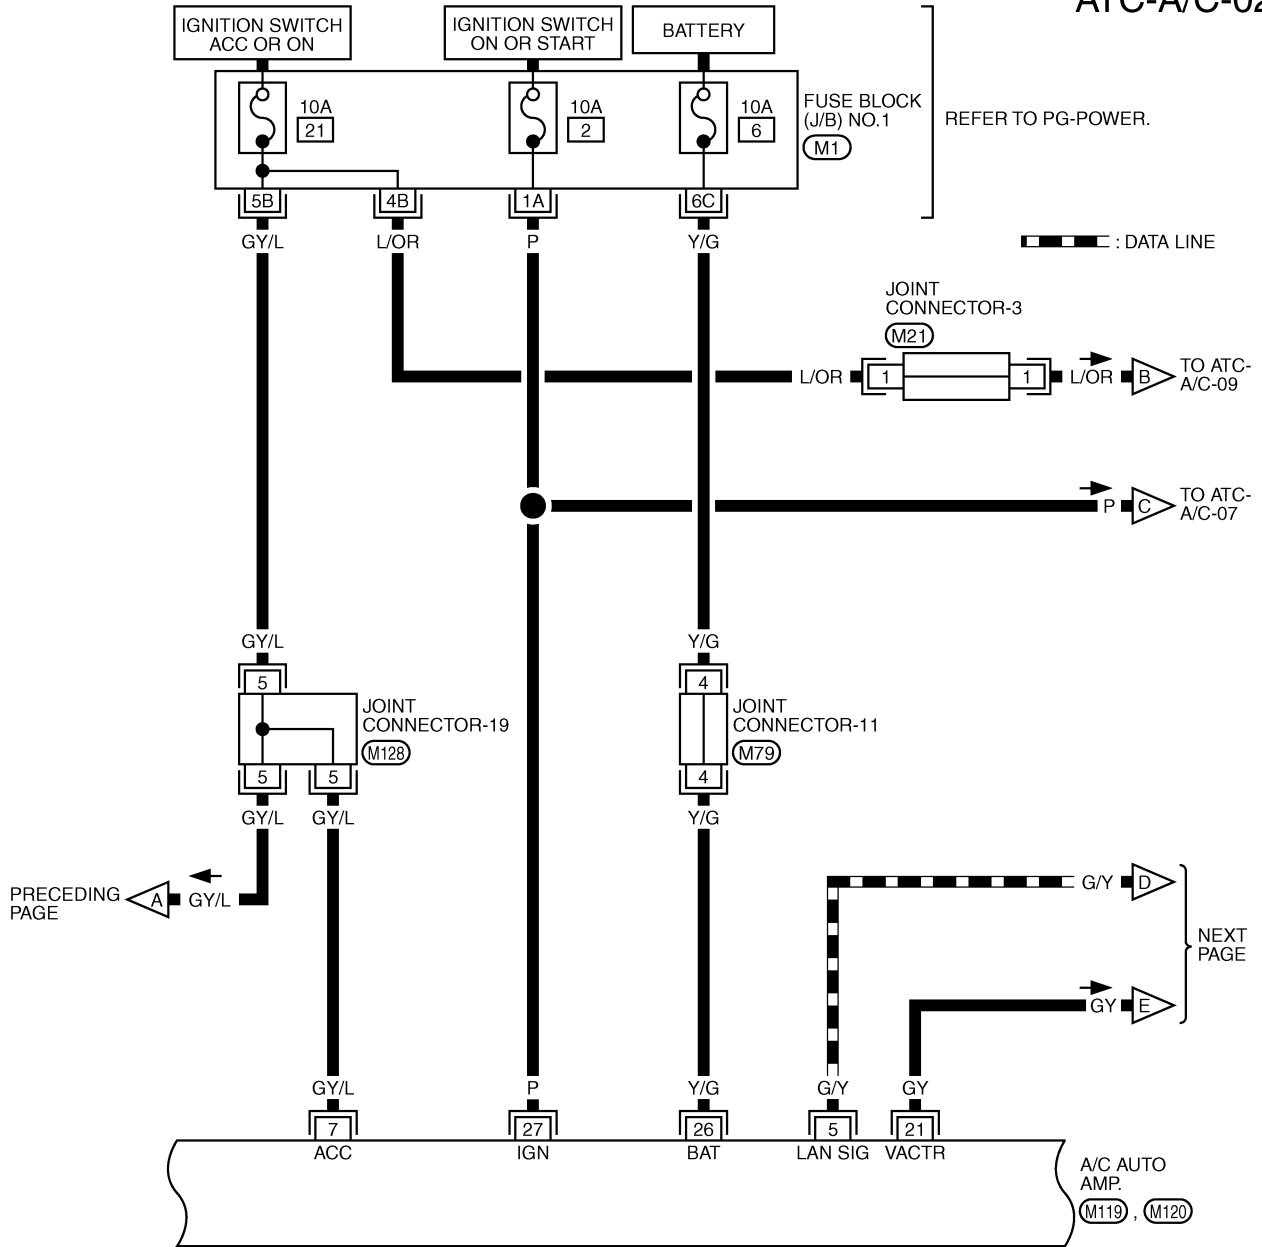 ATC-A/C-02
IGNITION SWITCH
ACC OR ON
IGNITION SWITCH
ON OR START
BATTERY
10A
21
10A
2
10A
6
FUSE BLOCK
(J/B) NO.1
M1
REFER TO PG-POWER.
5B
4B
1A
6C
GY/L
L/OR
P
Y/G
: DATA LINE
JOINT
CONNECTOR-3
M21
L/OR
1
1
L/OR
B
TO ATC-
A/C-09
P
C
TO ATC-
A/C-07
GY/L
Y/G
5
4
JOINT
CONNECTOR-19
M128
JOINT
CONNECTOR-11
M79
5
5
4
GY/L
GY/L
Y/G
PRECEDING
PAGE
A
GY/L
G/Y
D
NEXT
PAGE
GY
E
GY/L
P
Y/G
G/Y
GY
7
27
26
5
21
ACC
IGN
BAT
LAN SIG
VACTR
A/C AUTO
AMP.
M119 , M120